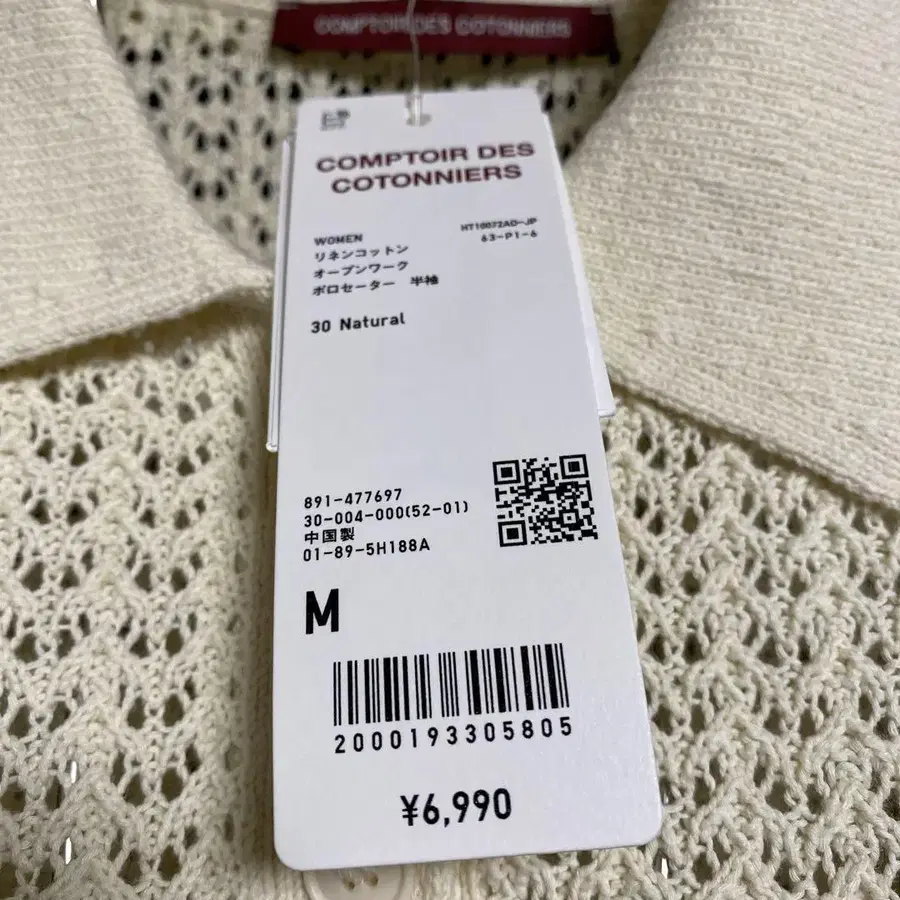 COMPTOIR DES COTONNIERS
COMPTOIR DES
COTONNIERS
WOMEN
リネンコットン
オープンワーク
ポロセーター 半袖
HT10072AD-JP
63-P1-6
30 Natural
891-477697
30-004-000(52-01)
中国製
01-89-5H188A
M
2000193305805
¥6,990